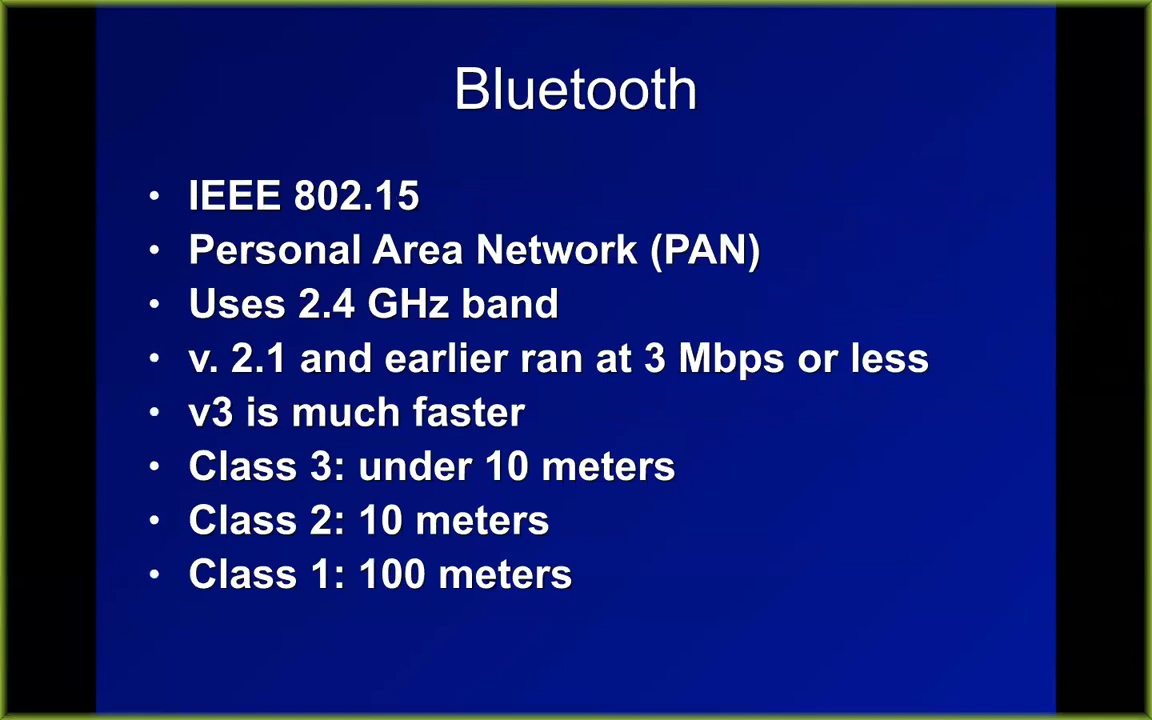 Bluetooth
• IEEE 802.15
• Personal Area Network (PAN)
• Uses 2.4 GHz band
• v. 2.1 and earlier ran at 3 Mbps or less
• v3 is much faster
• Class 3: under 10 meters
• Class 2: 10 meters
• Class 1: 100 meters